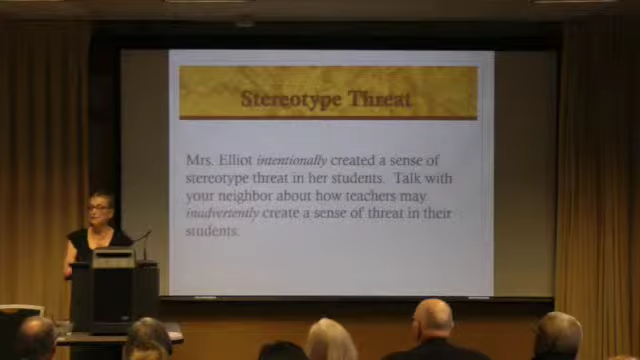 Stereotype Threat
Mrs. Elliot intentionally created a sense of
stereotype threat in her students. Talk with
your neighbor about how teachers may
inadvertently create a sense of threat in their
students.